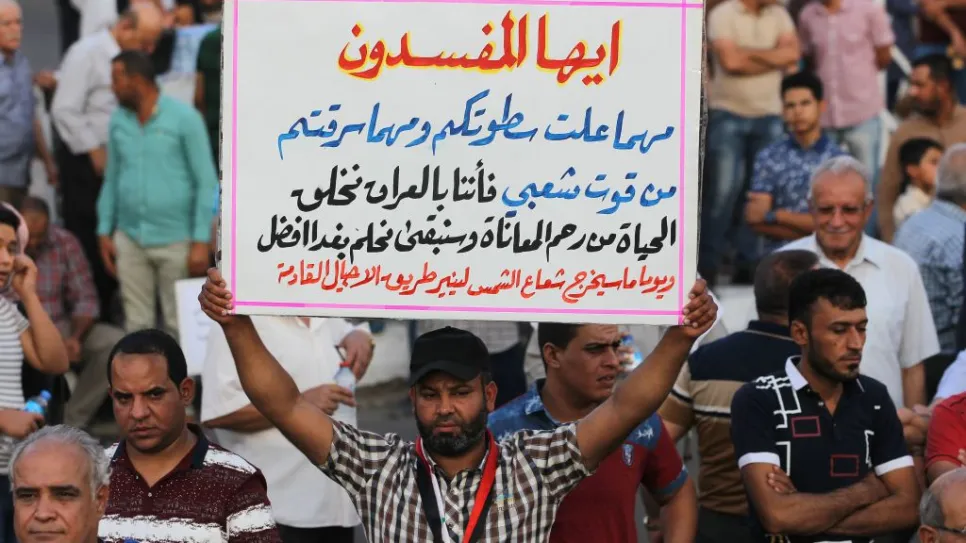 ايها المفسدون
مهما علت سطوتكم ومهما سرقتم
من قوت شعبي فأننا بالعراق نخلق
الحياة من رحم المعاناة وسنبقى نحلم بغدا افضل
ويوما ما سيخرج شعاع الشمس لينير طريق الاجيال القادمة